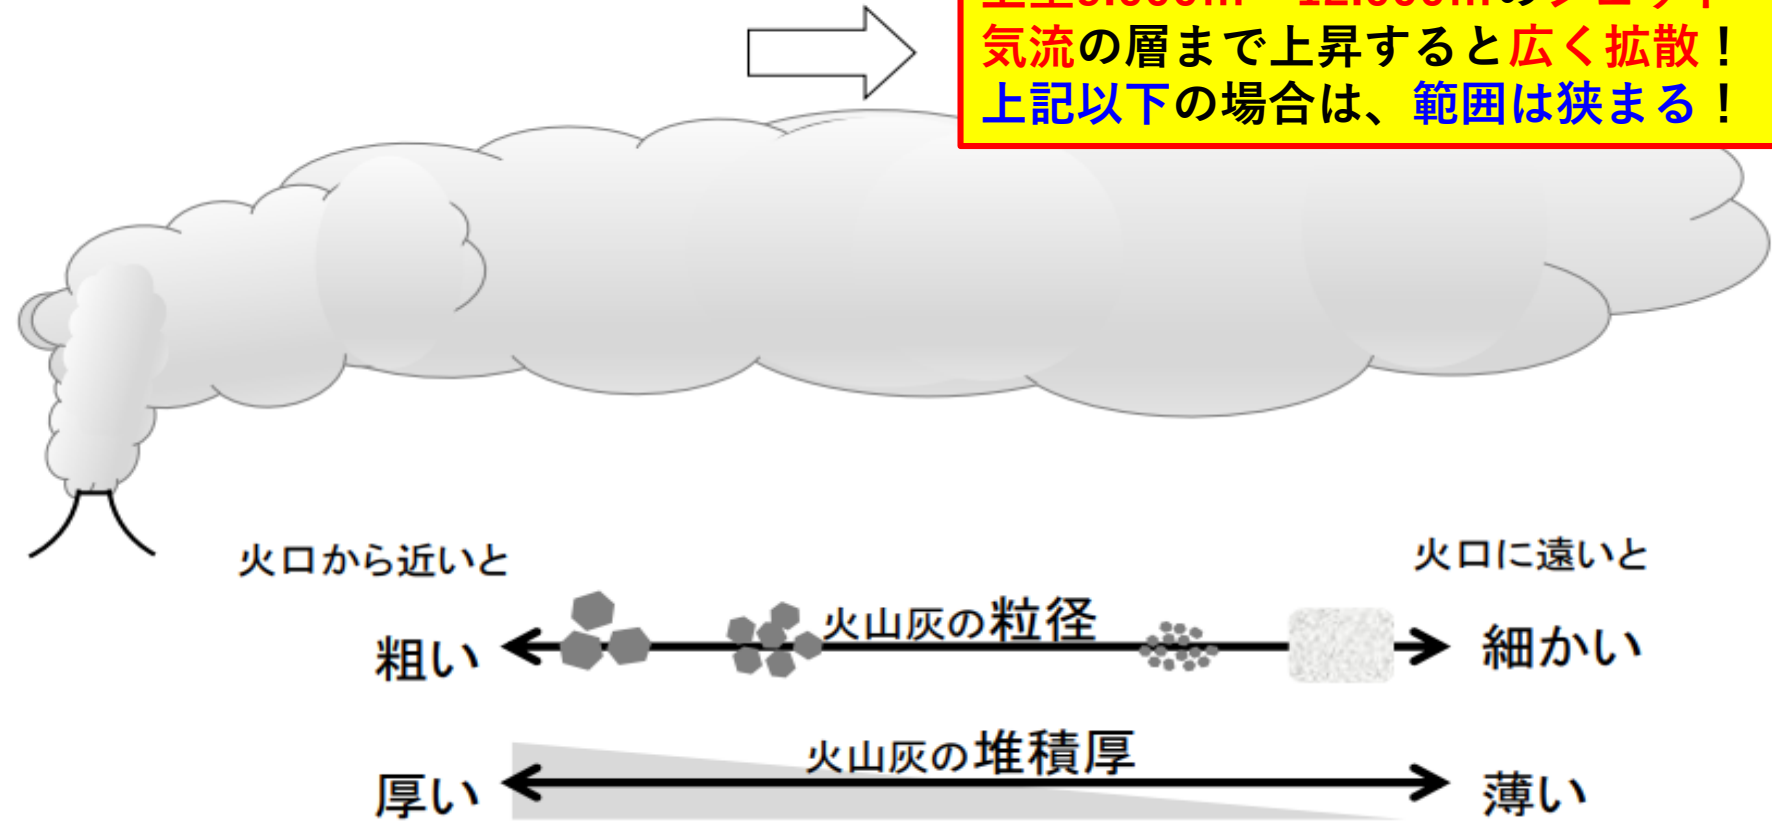 気流の層まで上昇すると広く拡散！
上記以下の場合は、範囲は狭まる！
火口から近いと
火口に遠いと
粗い
火山灰の粒径
細かい
厚い
火山灰の堆積厚
薄い